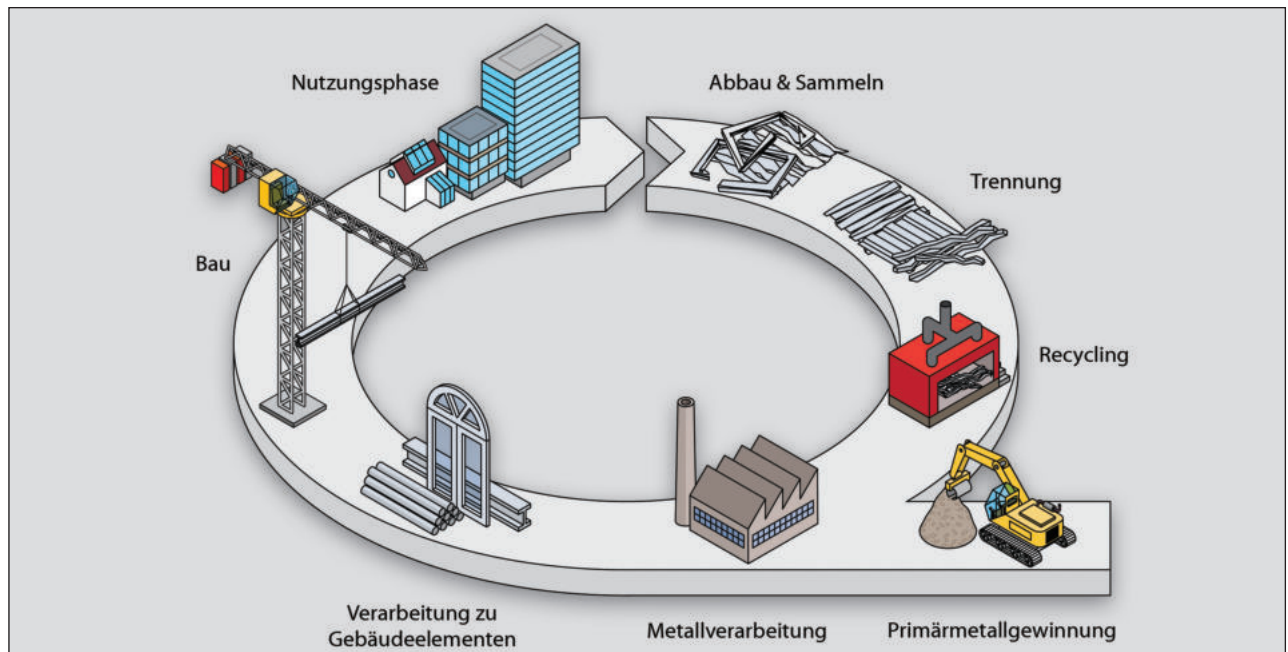 Nutzungsphase
Abbau & Sammeln
Trennung
Bau
Recycling
Verarbeitung zu
Gebäudeelementen
Metallverarbeitung
Primärmetallgewinnung